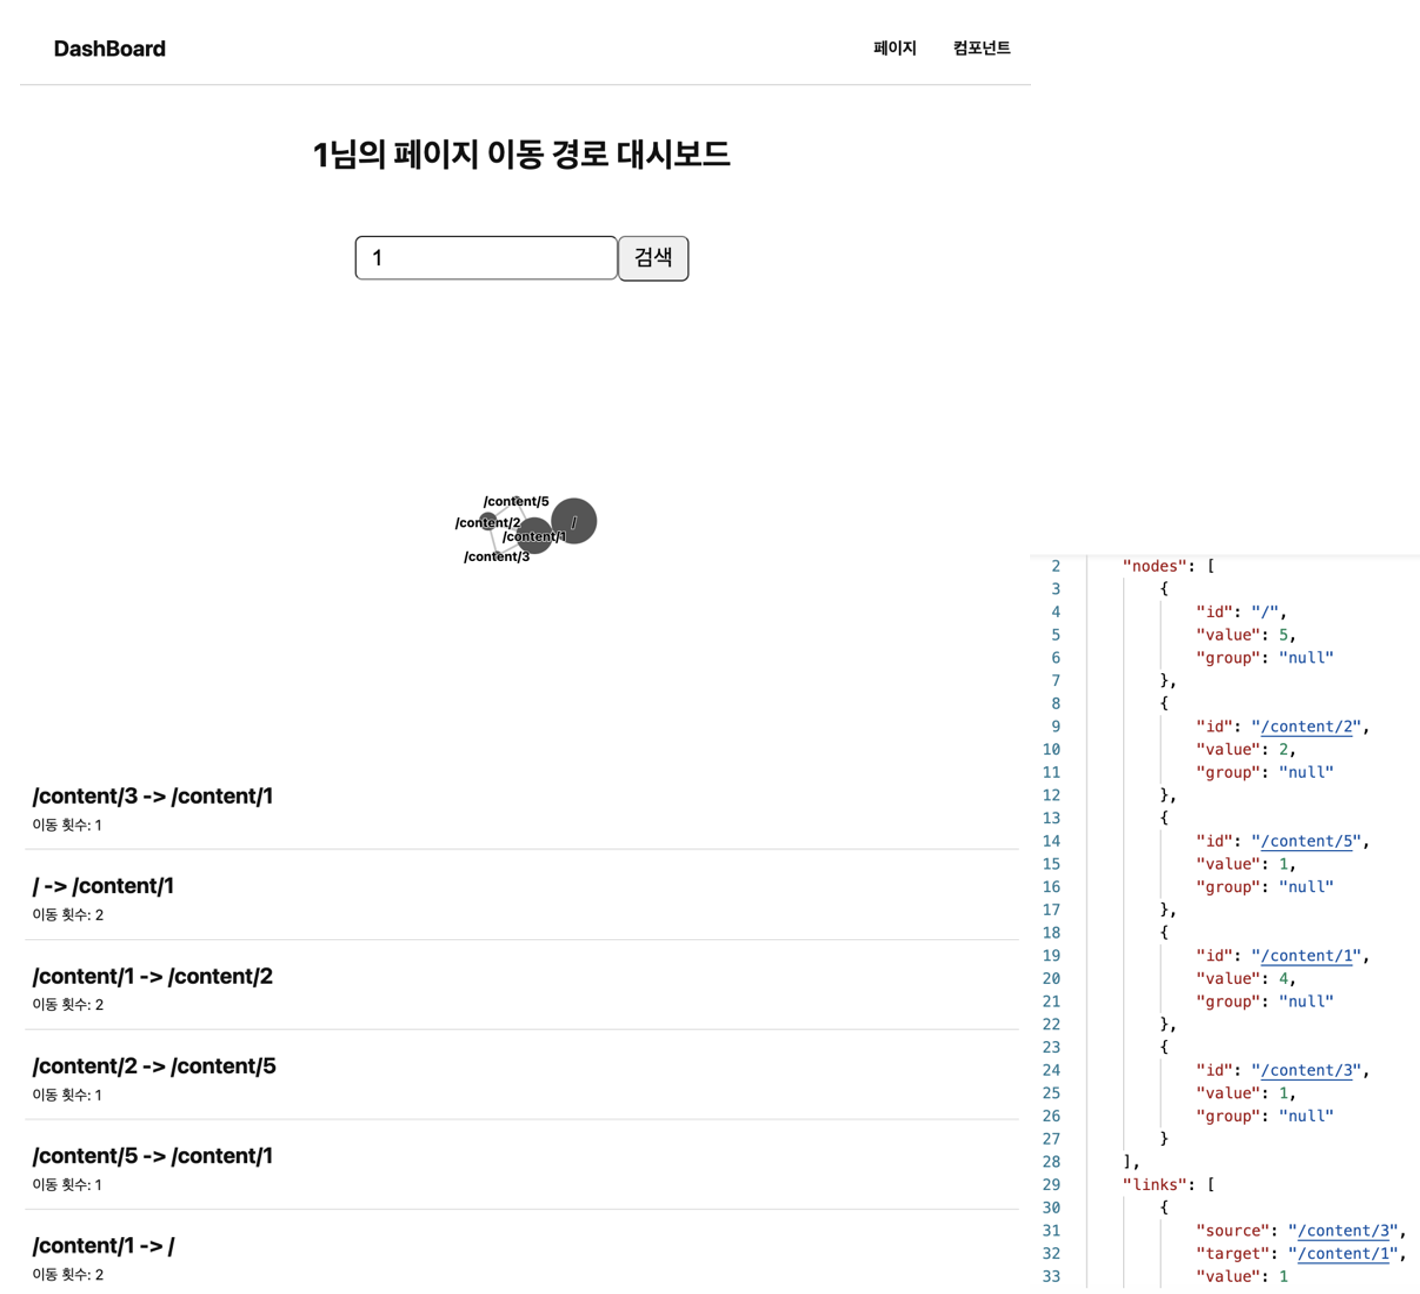 DashBoard
페이지 컴포넌트
1님의 페이지 이동 경로 대시보드
1 검색
/content/5
/
/content/2
/content/1
/content/3
/content/3 -> /content/1
이동 횟수: 1
/ -> /content/1
이동 횟수: 2
/content/1 -> /content/2
이동 횟수: 2
/content/2 -> /content/5
이동 횟수: 1
/content/5 -> /content/1
이동 횟수: 1
/content/1 -> /
이동 횟수: 2
2 "nodes": [
3 {
4 "id": "/",
5 "value": 5,
6 "group": "null"
7 },
8 {
9 "id": "/content/2",
10 "value": 2,
11 "group": "null"
12 },
13 {
14 "id": "/content/5",
15 "value": 1,
16 "group": "null"
17 },
18 {
19 "id": "/content/1",
20 "value": 4,
21 "group": "null"
22 },
23 {
24 "id": "/content/3",
25 "value": 1,
26 "group": "null"
27 }
28 ],
29 "links": [
30 {
31 "source": "/content/3",
32 "target": "/content/1",
33 "value": 1